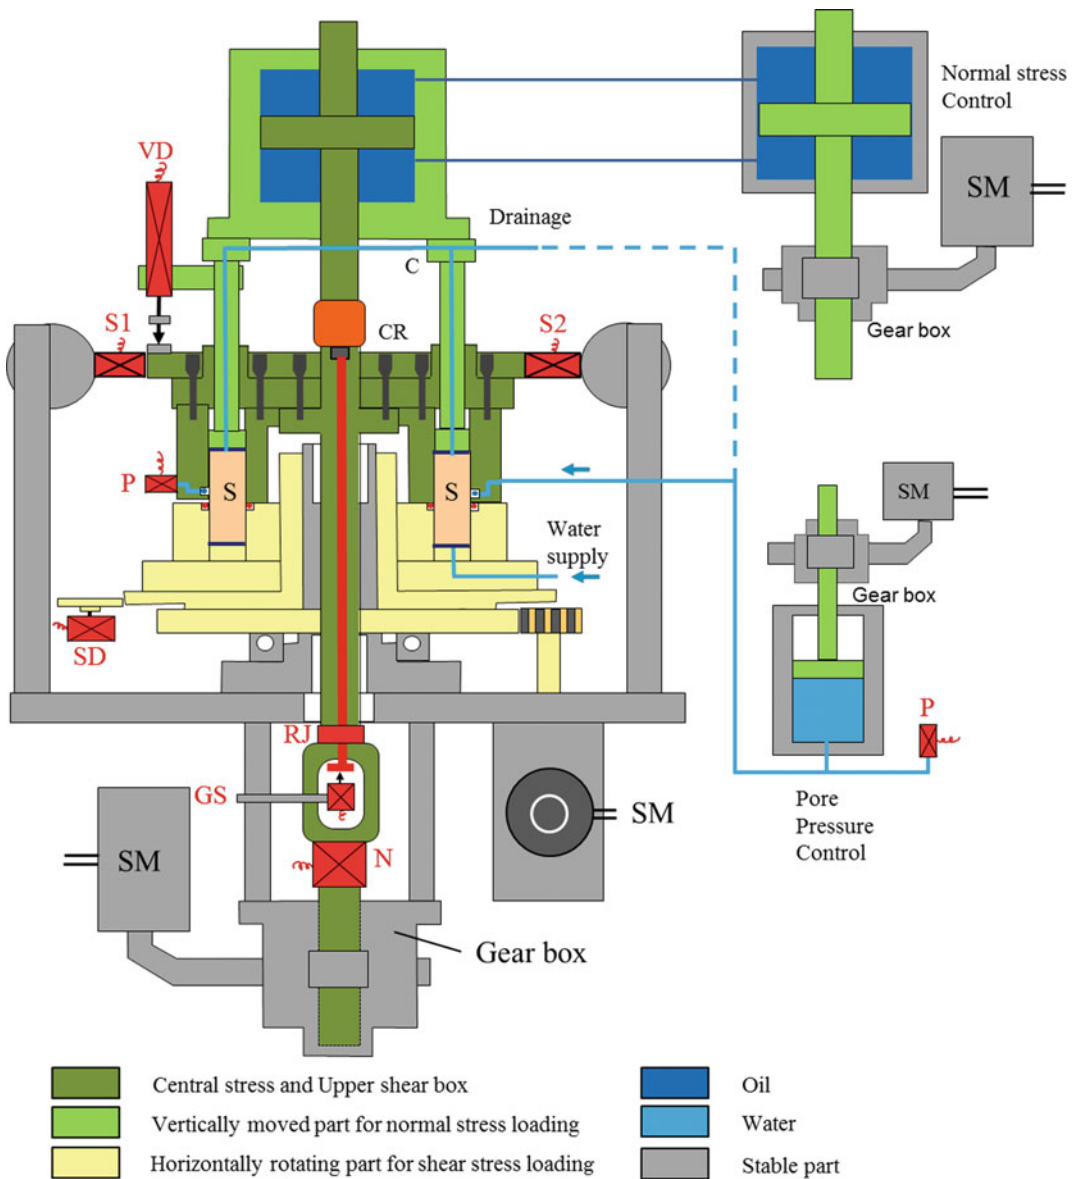 Normal stress
Control
VD
SM
Drainage
C
S1
CR
S2
Gear box
P
S
S
SM
Water
supply
Gear box
SD
P
RJ
GS
SM
Pore
Pressure
Control
SM
N
Gear box
Central stress and Upper shear box
Oil
Vertically moved part for normal stress loading
Water
Horizontally rotating part for shear stress loading
Stable part